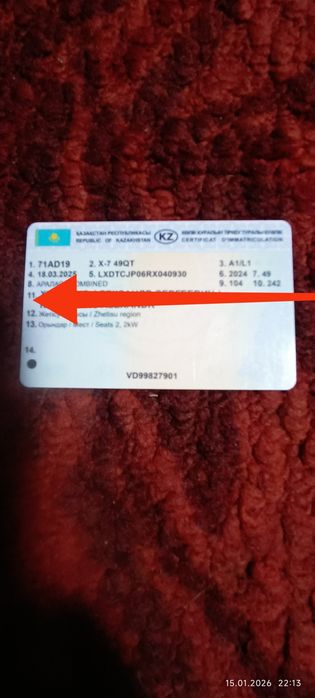 ҚАЗАҚСТАН РЕСПУБЛИКАСЫ
REPUBLIC OF KAZAKHSTAN
KZ
CERTIFICAT D'IMMATRICULATION
1. 71AD19 2. X-7 49QT 3. A1/L1
4. 18.03.2025 5. LXDTCJP06RX040930 6. 2024 7. 49
8. COMBINED 9. 104 10. 242
11.
12. / Zhetisu region
13. Орындар / Мест / Seats 2, 2kW
14.
VD99827901
15.01.2026 22:13